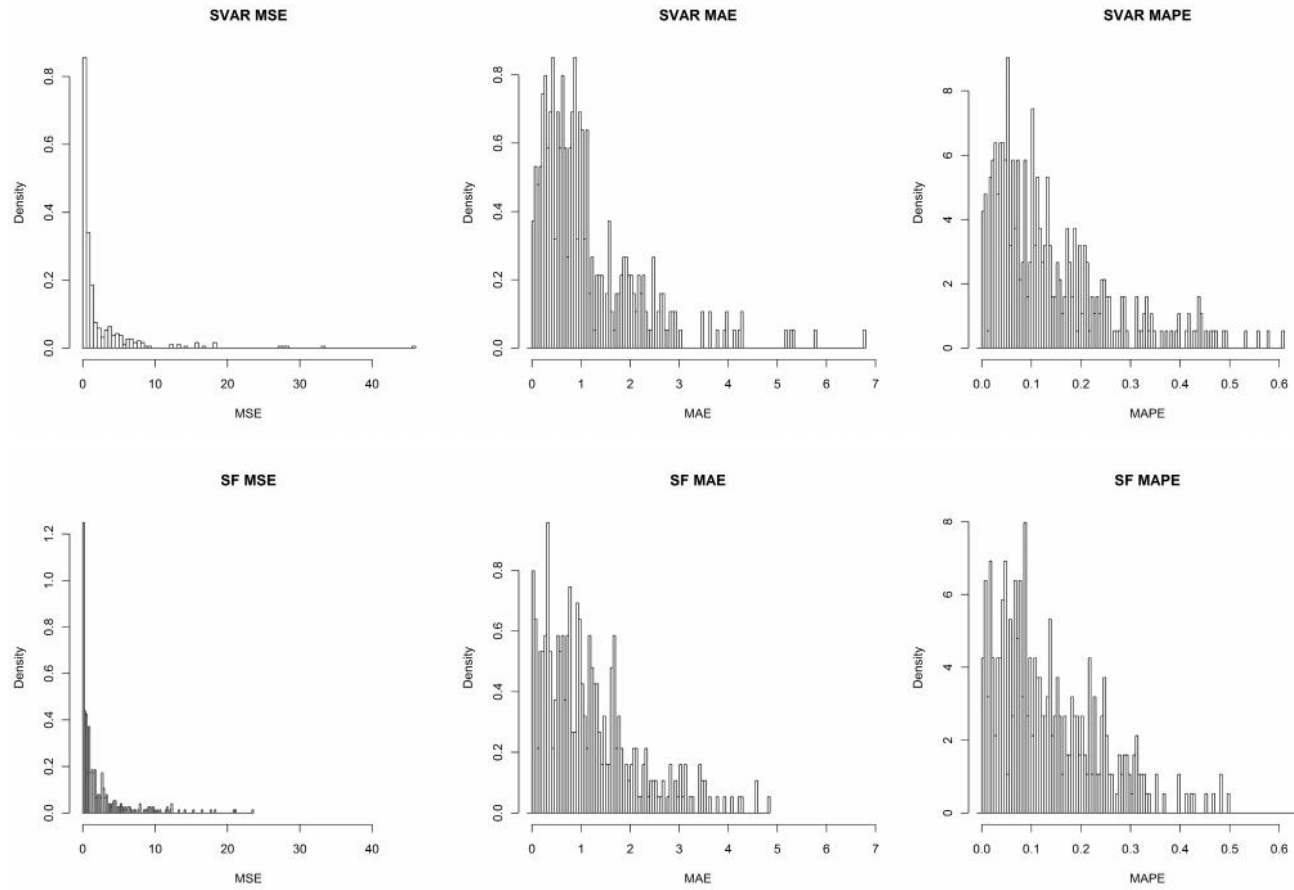 SVAR MSE
Density
0.0 0.2 0.4 0.6 0.8
0 10 20 30 40
MSE
SVAR MAE
Density
0.0 0.2 0.4 0.6 0.8
0 1 2 3 4 5 6 7
MAE
SVAR MAPE
Density
0 2 4 6 8
0.0 0.1 0.2 0.3 0.4 0.5 0.6
MAPE
SF MSE
Density
0.0 0.2 0.4 0.6 0.8 1.0 1.2
0 10 20 30 40
MSE
SF MAE
Density
0.0 0.2 0.4 0.6 0.8
0 1 2 3 4 5 6 7
MAE
SF MAPE
Density
0 2 4 6 8
0.0 0.1 0.2 0.3 0.4 0.5 0.6
MAPE